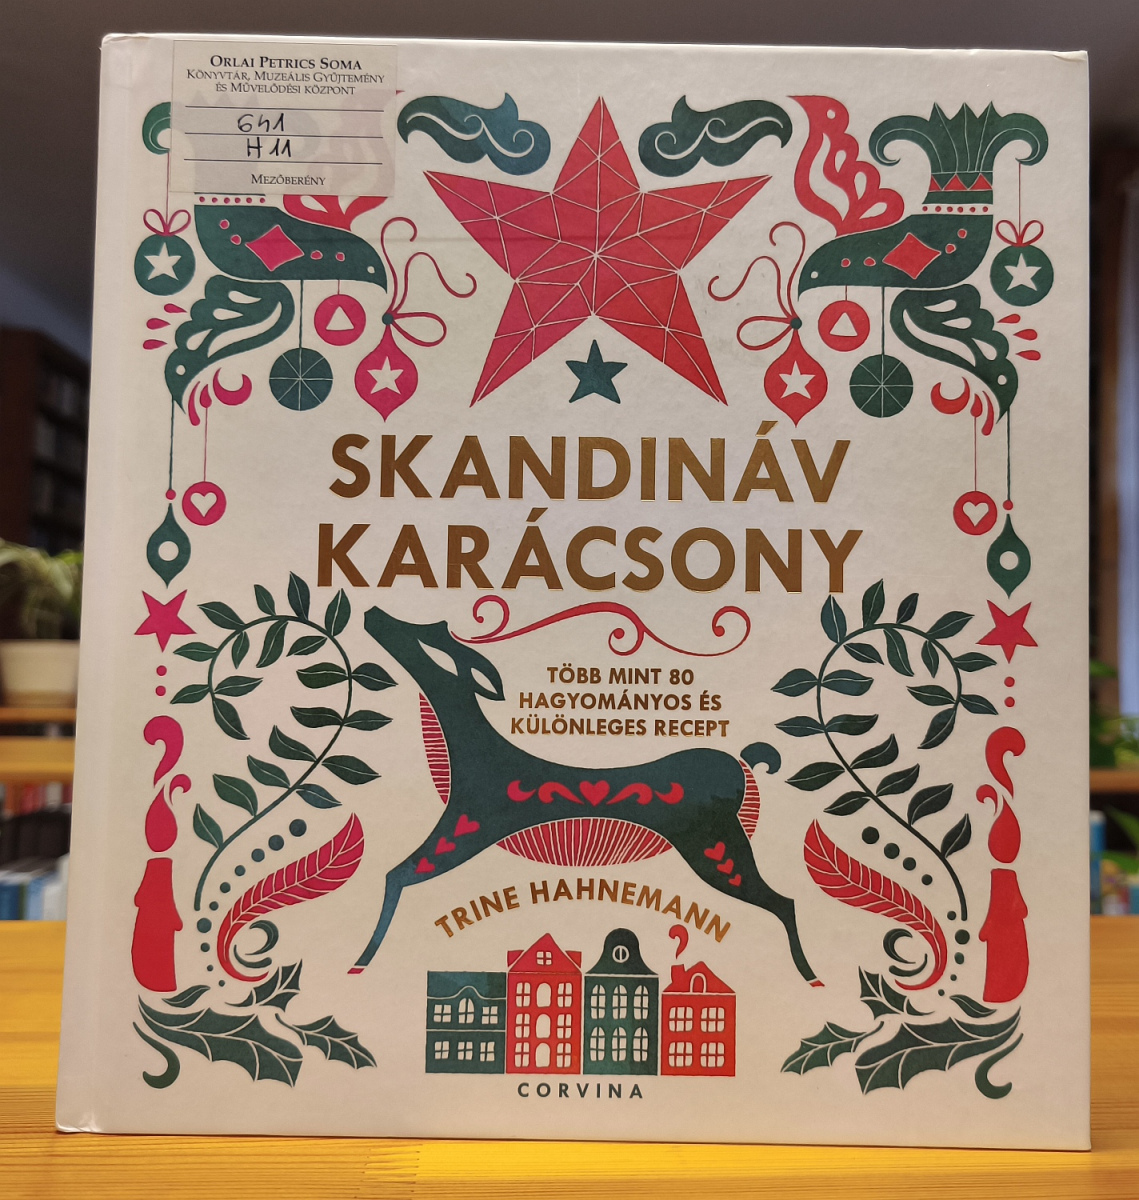 ORLAI PETRICS SOMA
KÖNYVTÁR, MUZEÁLIS GYŰJTEMÉNY
ÉS MŰVELŐDÉSI KÖZPONT
641
H 11
MEZŐBERÉNY
SKANDINÁV
KARÁCSONY
TÖBB MINT 80
HAGYOMÁNYOS ÉS
KÜLÖNLEGES RECEPT
TRINE HAHNEMANN
CORVINA